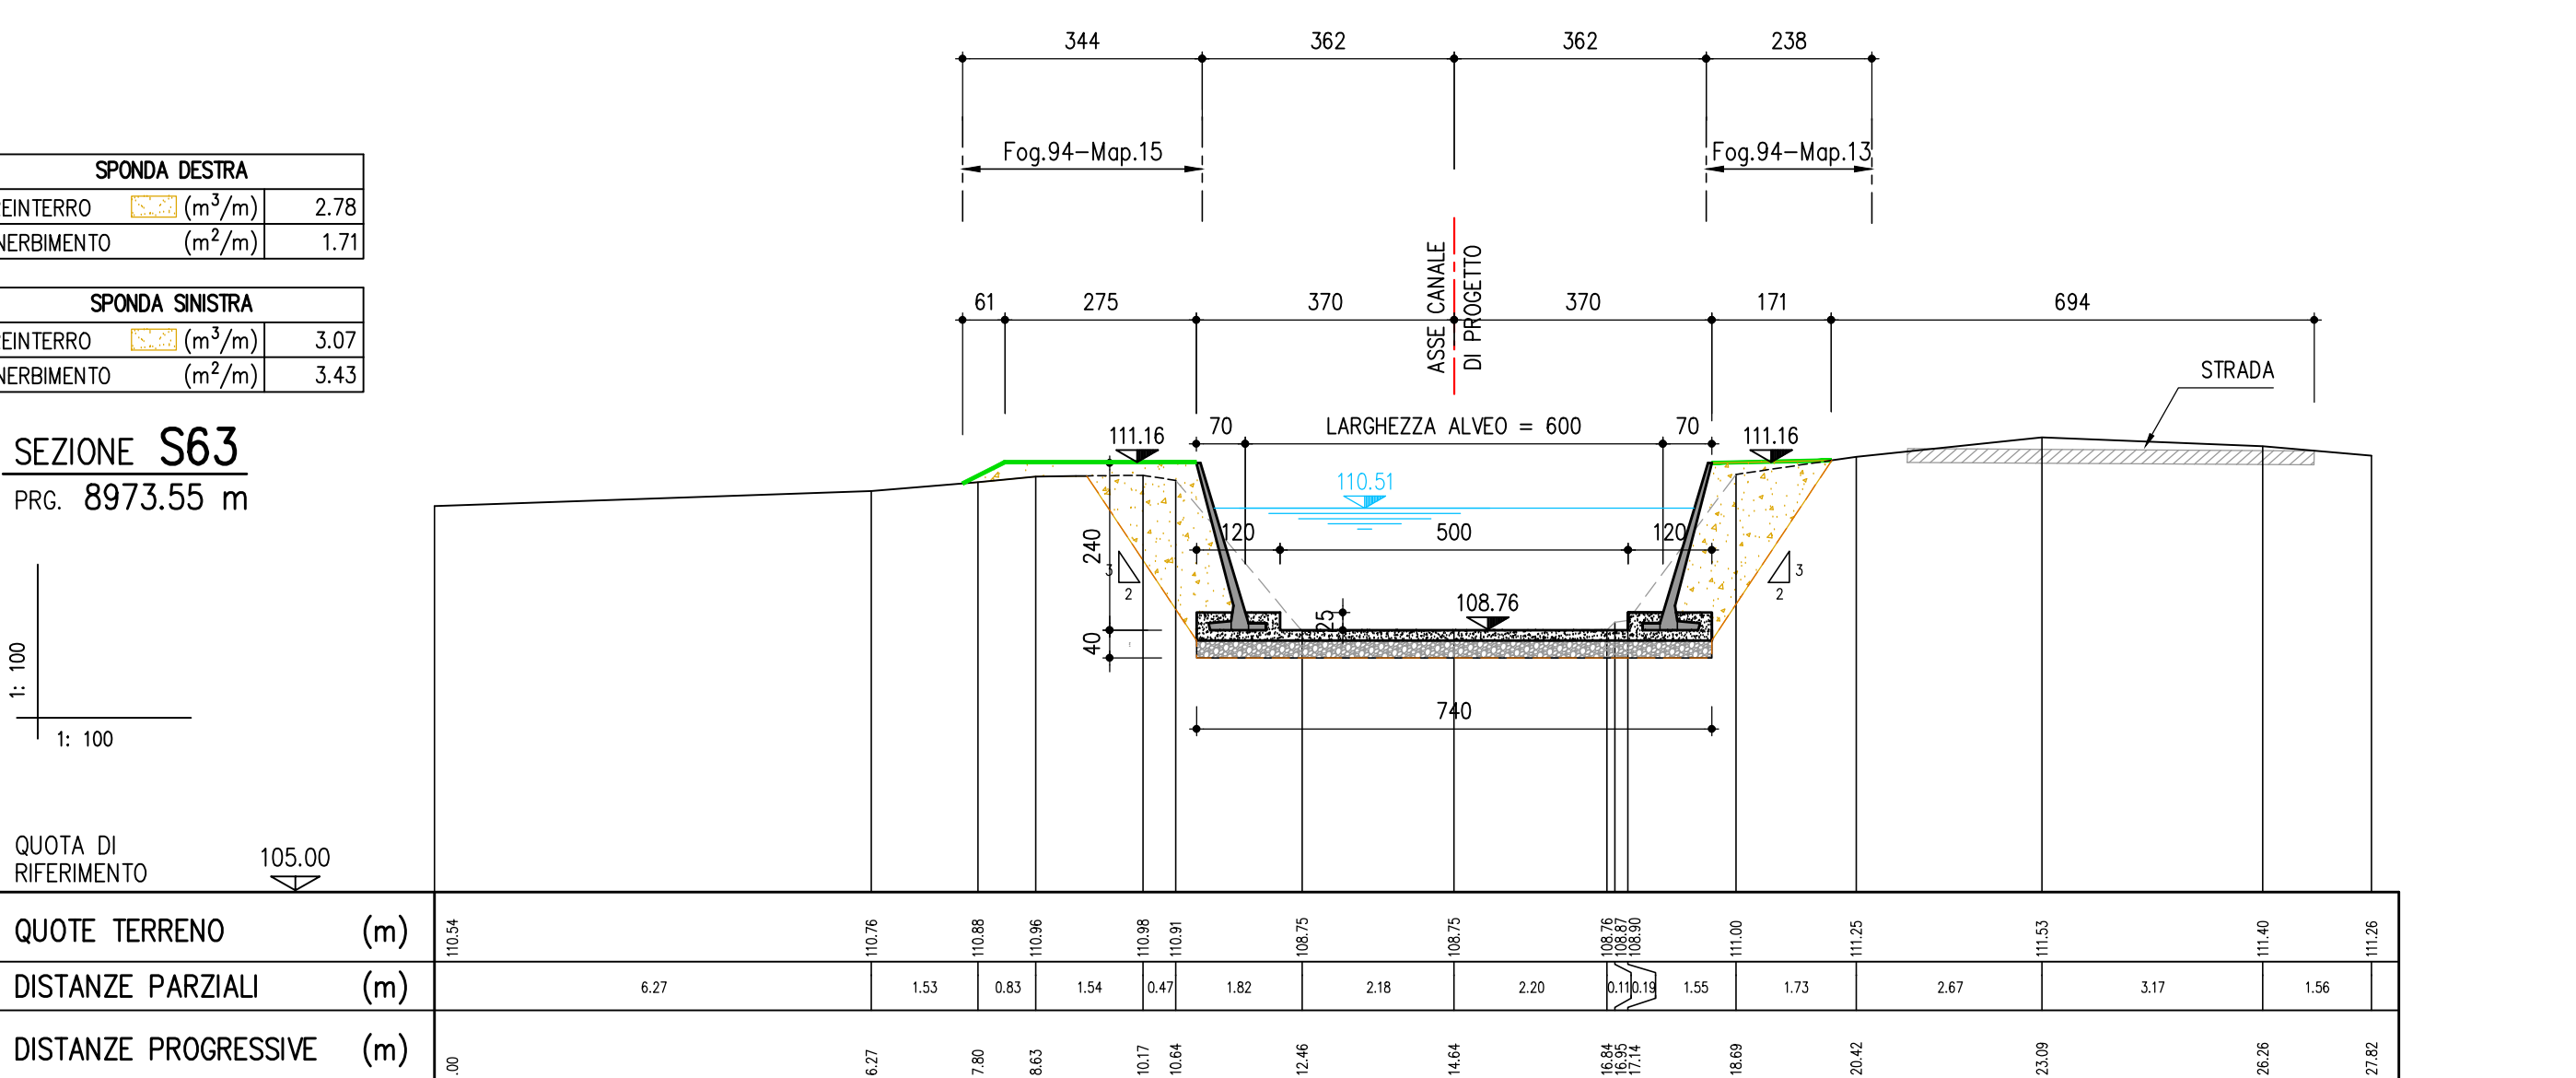 344 362 362 238
Fog.94-Map.15 Fog.94-Map.13
SPONDA DESTRA
EINTERRO (m³/m) 2.78
NERBIMENTO (m²/m) 1.71
SPONDA SINISTRA
EINTERRO (m³/m) 3.07
NERBIMENTO (m²/m) 3.43
SEZIONE S63
PRG. 8973.55 m
1: 100
1: 100
ASSE CANALE
DI PROGETTO
61 275 370 370 171 694
STRADA
70 LARGHEZZA ALVEO = 600 70
111.16 111.16
110.51
120 500 120
240
3
2
3
2
108.76
25
40
740
QUOTA DI
RIFERIMENTO 105.00
QUOTE TERRENO (m) 110.54 110.76 110.88 110.96 110.98 110.91 108.75 108.75 108.76 108.87 108.90 111.00 111.25 111.53 111.40 111.26
DISTANZE PARZIALI (m) 6.27 1.53 0.83 1.54 0.47 1.82 2.18 2.20 0.11 0.19 1.55 1.73 2.67 3.17 1.56
DISTANZE PROGRESSIVE (m) .00 6.27 7.80 8.63 10.17 10.64 12.46 14.64 16.84 16.95 17.14 18.69 20.42 23.09 26.26 27.82